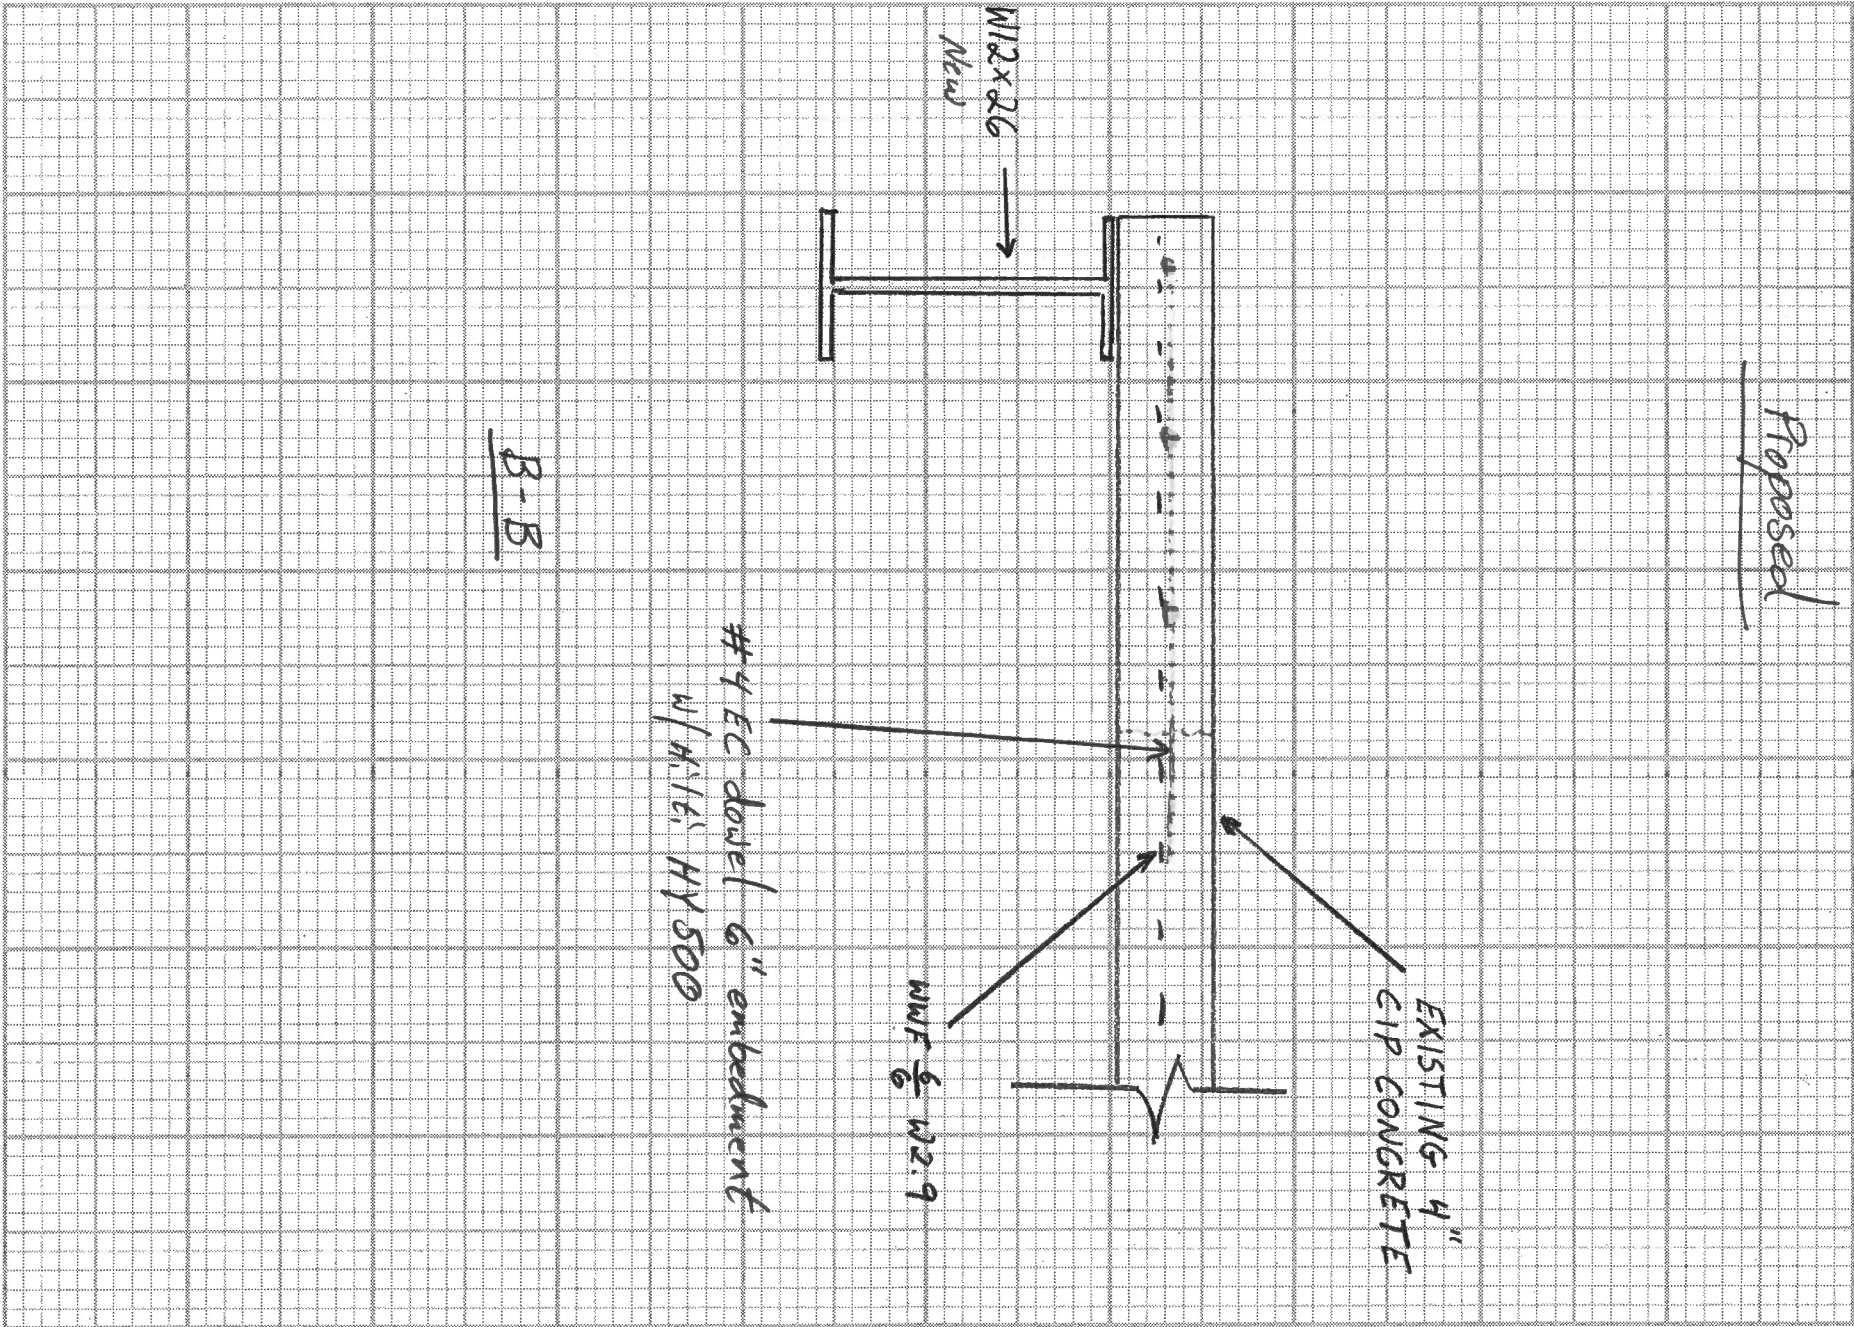 Proposed
EXISTING 4"
CIP CONCRETE
W12x26
New
WWF 6/6 W2.9
#4 EC dowel 6" embedment
w/ Hilti HY 500
B-B